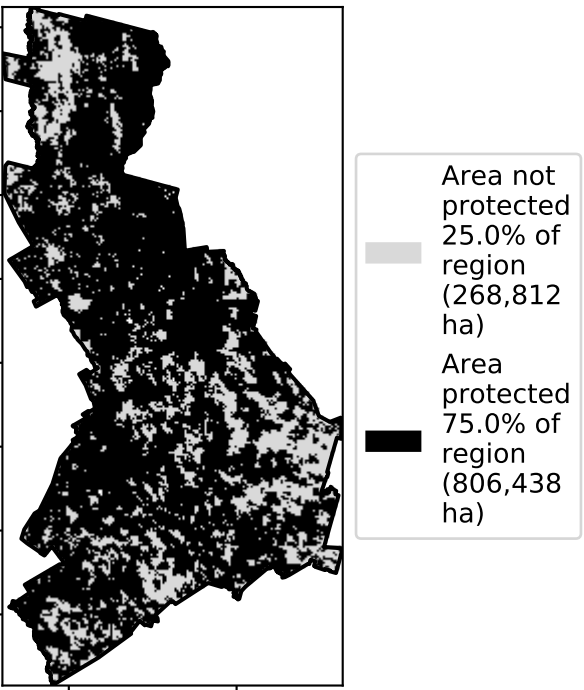 Area not
protected
25.0% of
region
(268,812
ha)
Area
protected
75.0% of
region
(806,438
ha)